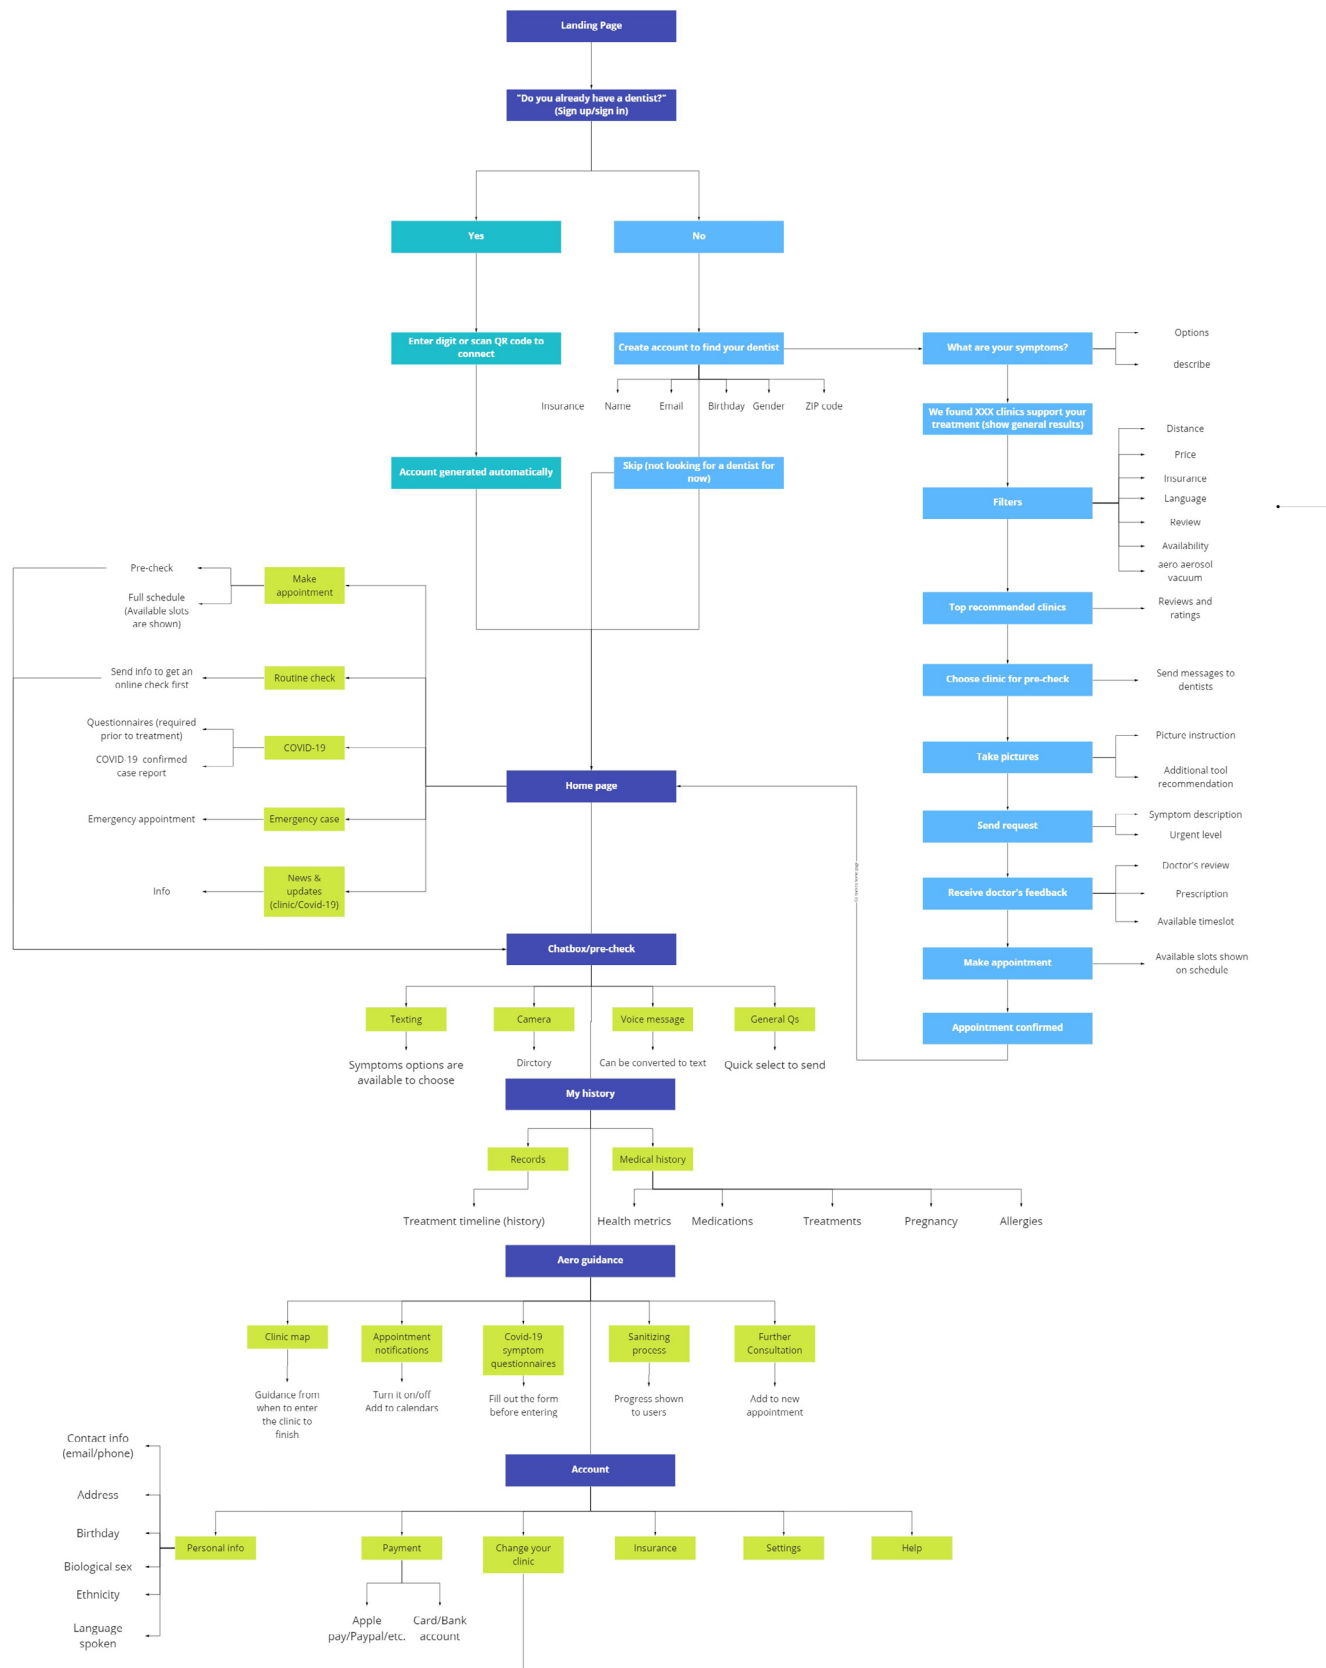 Landing Page
"Do you already have a dentist?"
(Sign up/sign in)
Yes
No
Enter digit or scan QR code to
connect
Create account to find your dentist
What are your symptoms?
Options
describe
Insurance
Name
Email
Birthday
Gender
ZIP code
We found XXX clinics support your
treatment (show general results)
Account generated automatically
Skip (not looking for a dentist for
now)
Filters
Distance
Price
Insurance
Language
Review
Availability
aero aerosol
vacuum
Top recommended clinics
Reviews and
ratings
Choose clinic for pre-check
Send messages to
dentists
Take pictures
Picture instruction
Additional tool
recommendation
Send request
Symptom description
Urgent level
Receive doctor's feedback
Doctor's review
Prescription
Available timeslot
Make appointment
Available slots shown
on schedule
Appointment confirmed
Go back to home page
Pre-check
Full schedule
(Available slots
are shown)
Make
appointment
Send info to get an
online check first
Routine check
Questionnaires (required
prior to treatment)
COVID-19 confirmed
case report
COVID-19
Home page
Emergency appointment
Emergency case
Info
News &
updates
(clinic/Covid-19)
Chatbox/pre-check
Texting
Camera
Voice message
General Qs
Symptoms options are
available to choose
Dirctory
Can be converted to text
Quick select to send
My history
Records
Medical history
Treatment timeline (history)
Health metrics
Medications
Treatments
Pregnancy
Allergies
Aero guidance
Clinic map
Appointment
notifications
Covid-19
symptom
questionnaires
Sanitizing
process
Further
Consultation
Guidance from
when to enter
the clinic to
finish
Turn it on/off
Add to calendars
Fill out the form
before entering
Progress shown
to users
Add to new
appointment
Account
Contact info
(email/phone)
Address
Birthday
Biological sex
Ethnicity
Language
spoken
Personal info
Payment
Change your
clinic
Insurance
Settings
Help
Apple
pay/Paypal/etc.
Card/Bank
account